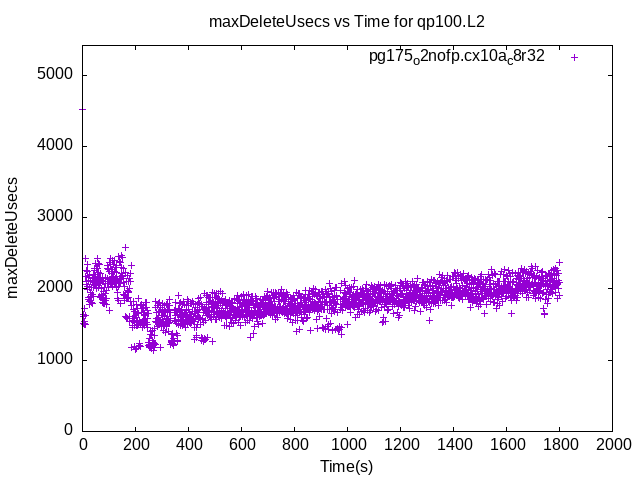 maxDeleteUsecs vs Time for qp100.L2
pg175o2nofp.cx10ac8r32
maxDeleteUsecs
5000
4000
3000
2000
1000
0
0 200 400 600 800 1000 1200 1400 1600 1800 2000
Time(s)